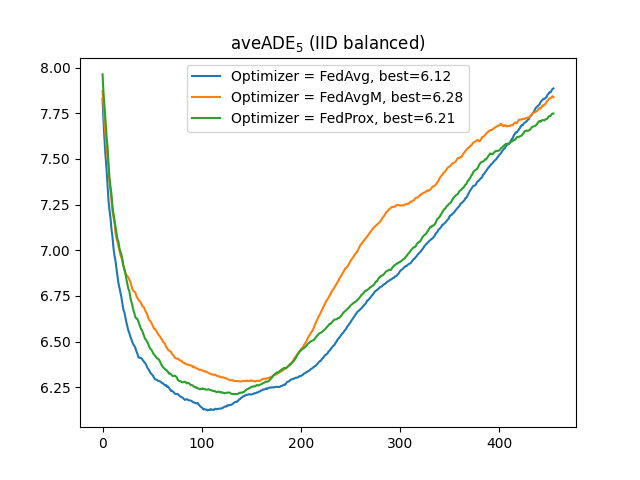 aveADE₅ (IID balanced)
Optimizer = FedAvg, best=6.12
Optimizer = FedAvgM, best=6.28
Optimizer = FedProx, best=6.21
8.00
7.75
7.50
7.25
7.00
6.75
6.50
6.25
0 100 200 300 400